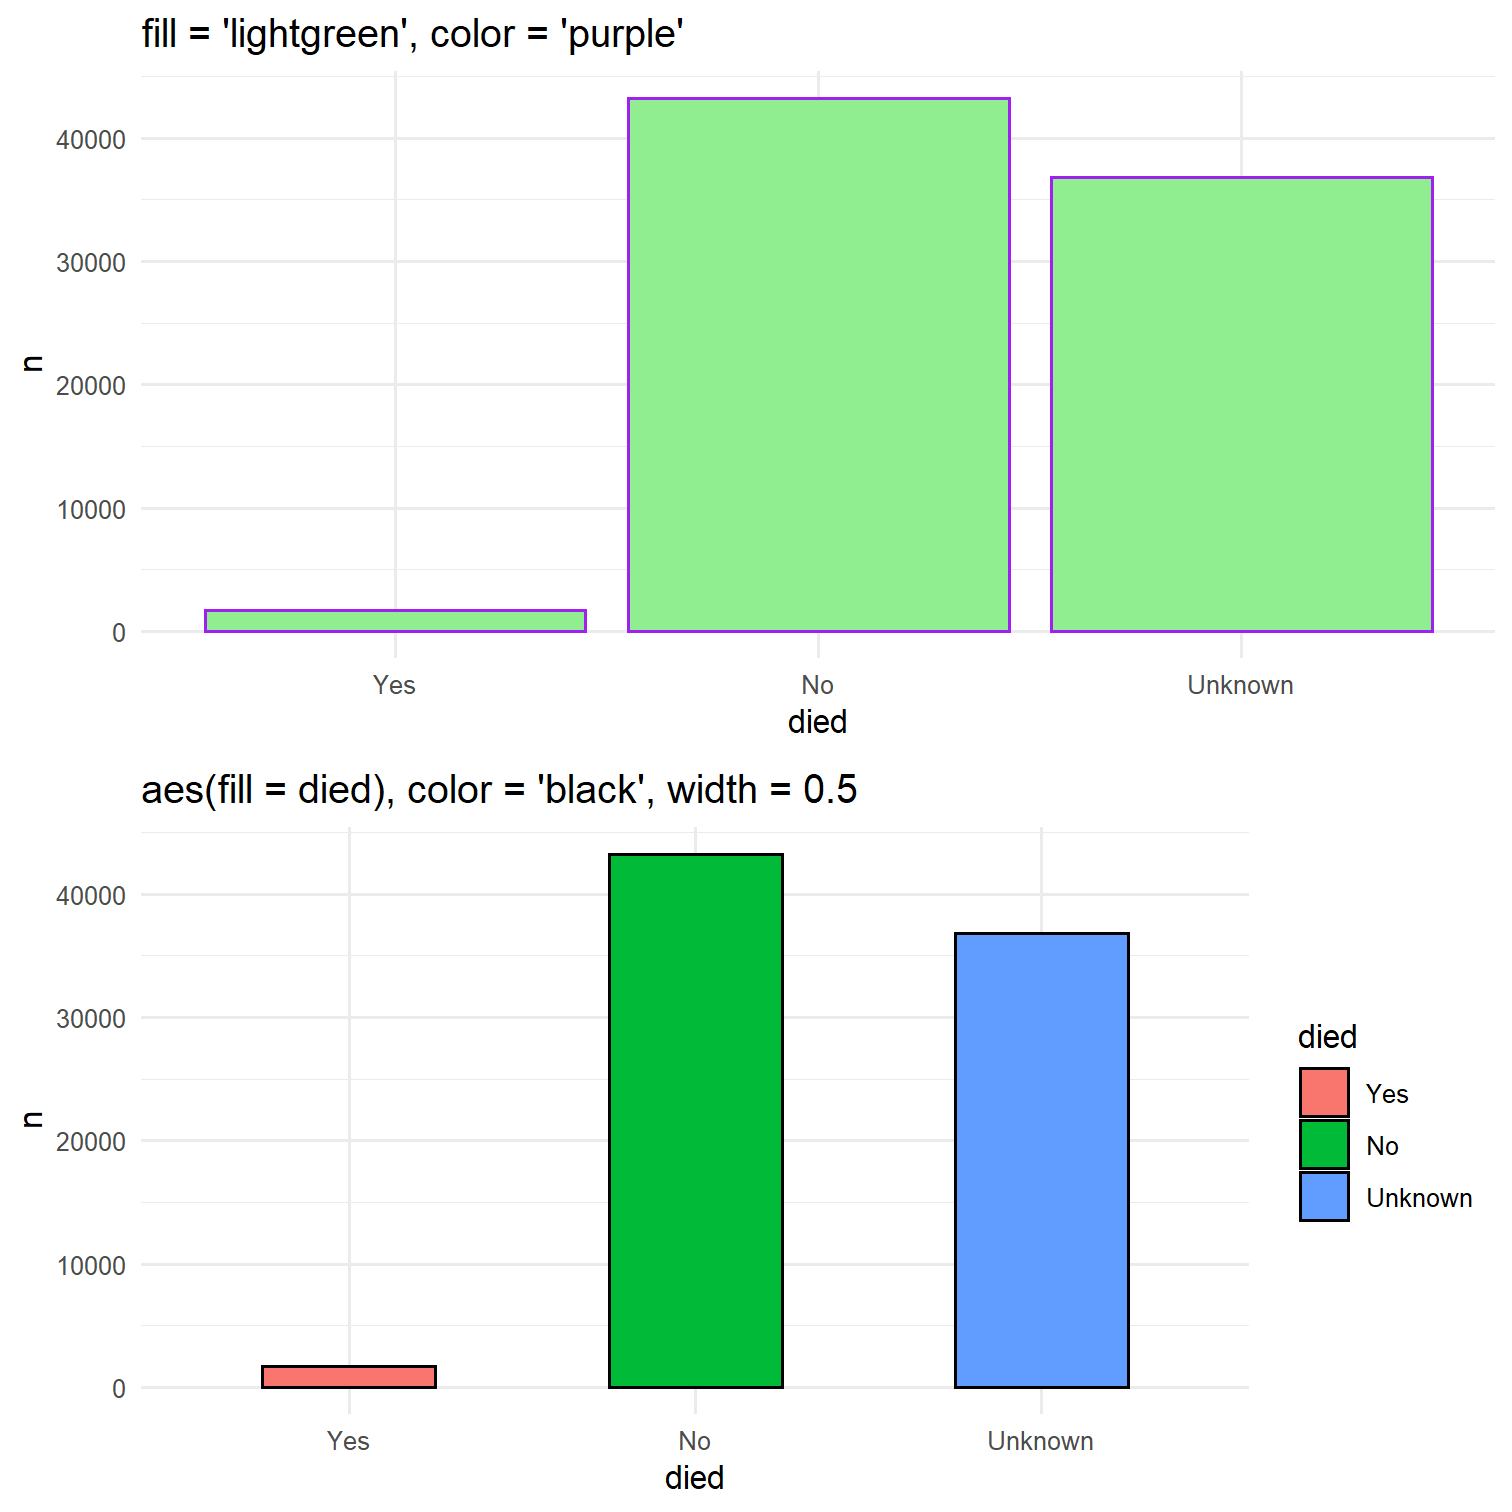 fill = 'lightgreen', color = 'purple'
40000
30000
20000
10000
0
n
Yes No Unknown
died
aes(fill = died), color = 'black', width = 0.5
40000
30000
20000
10000
0
n
Yes No Unknown
died
died
Yes
No
Unknown